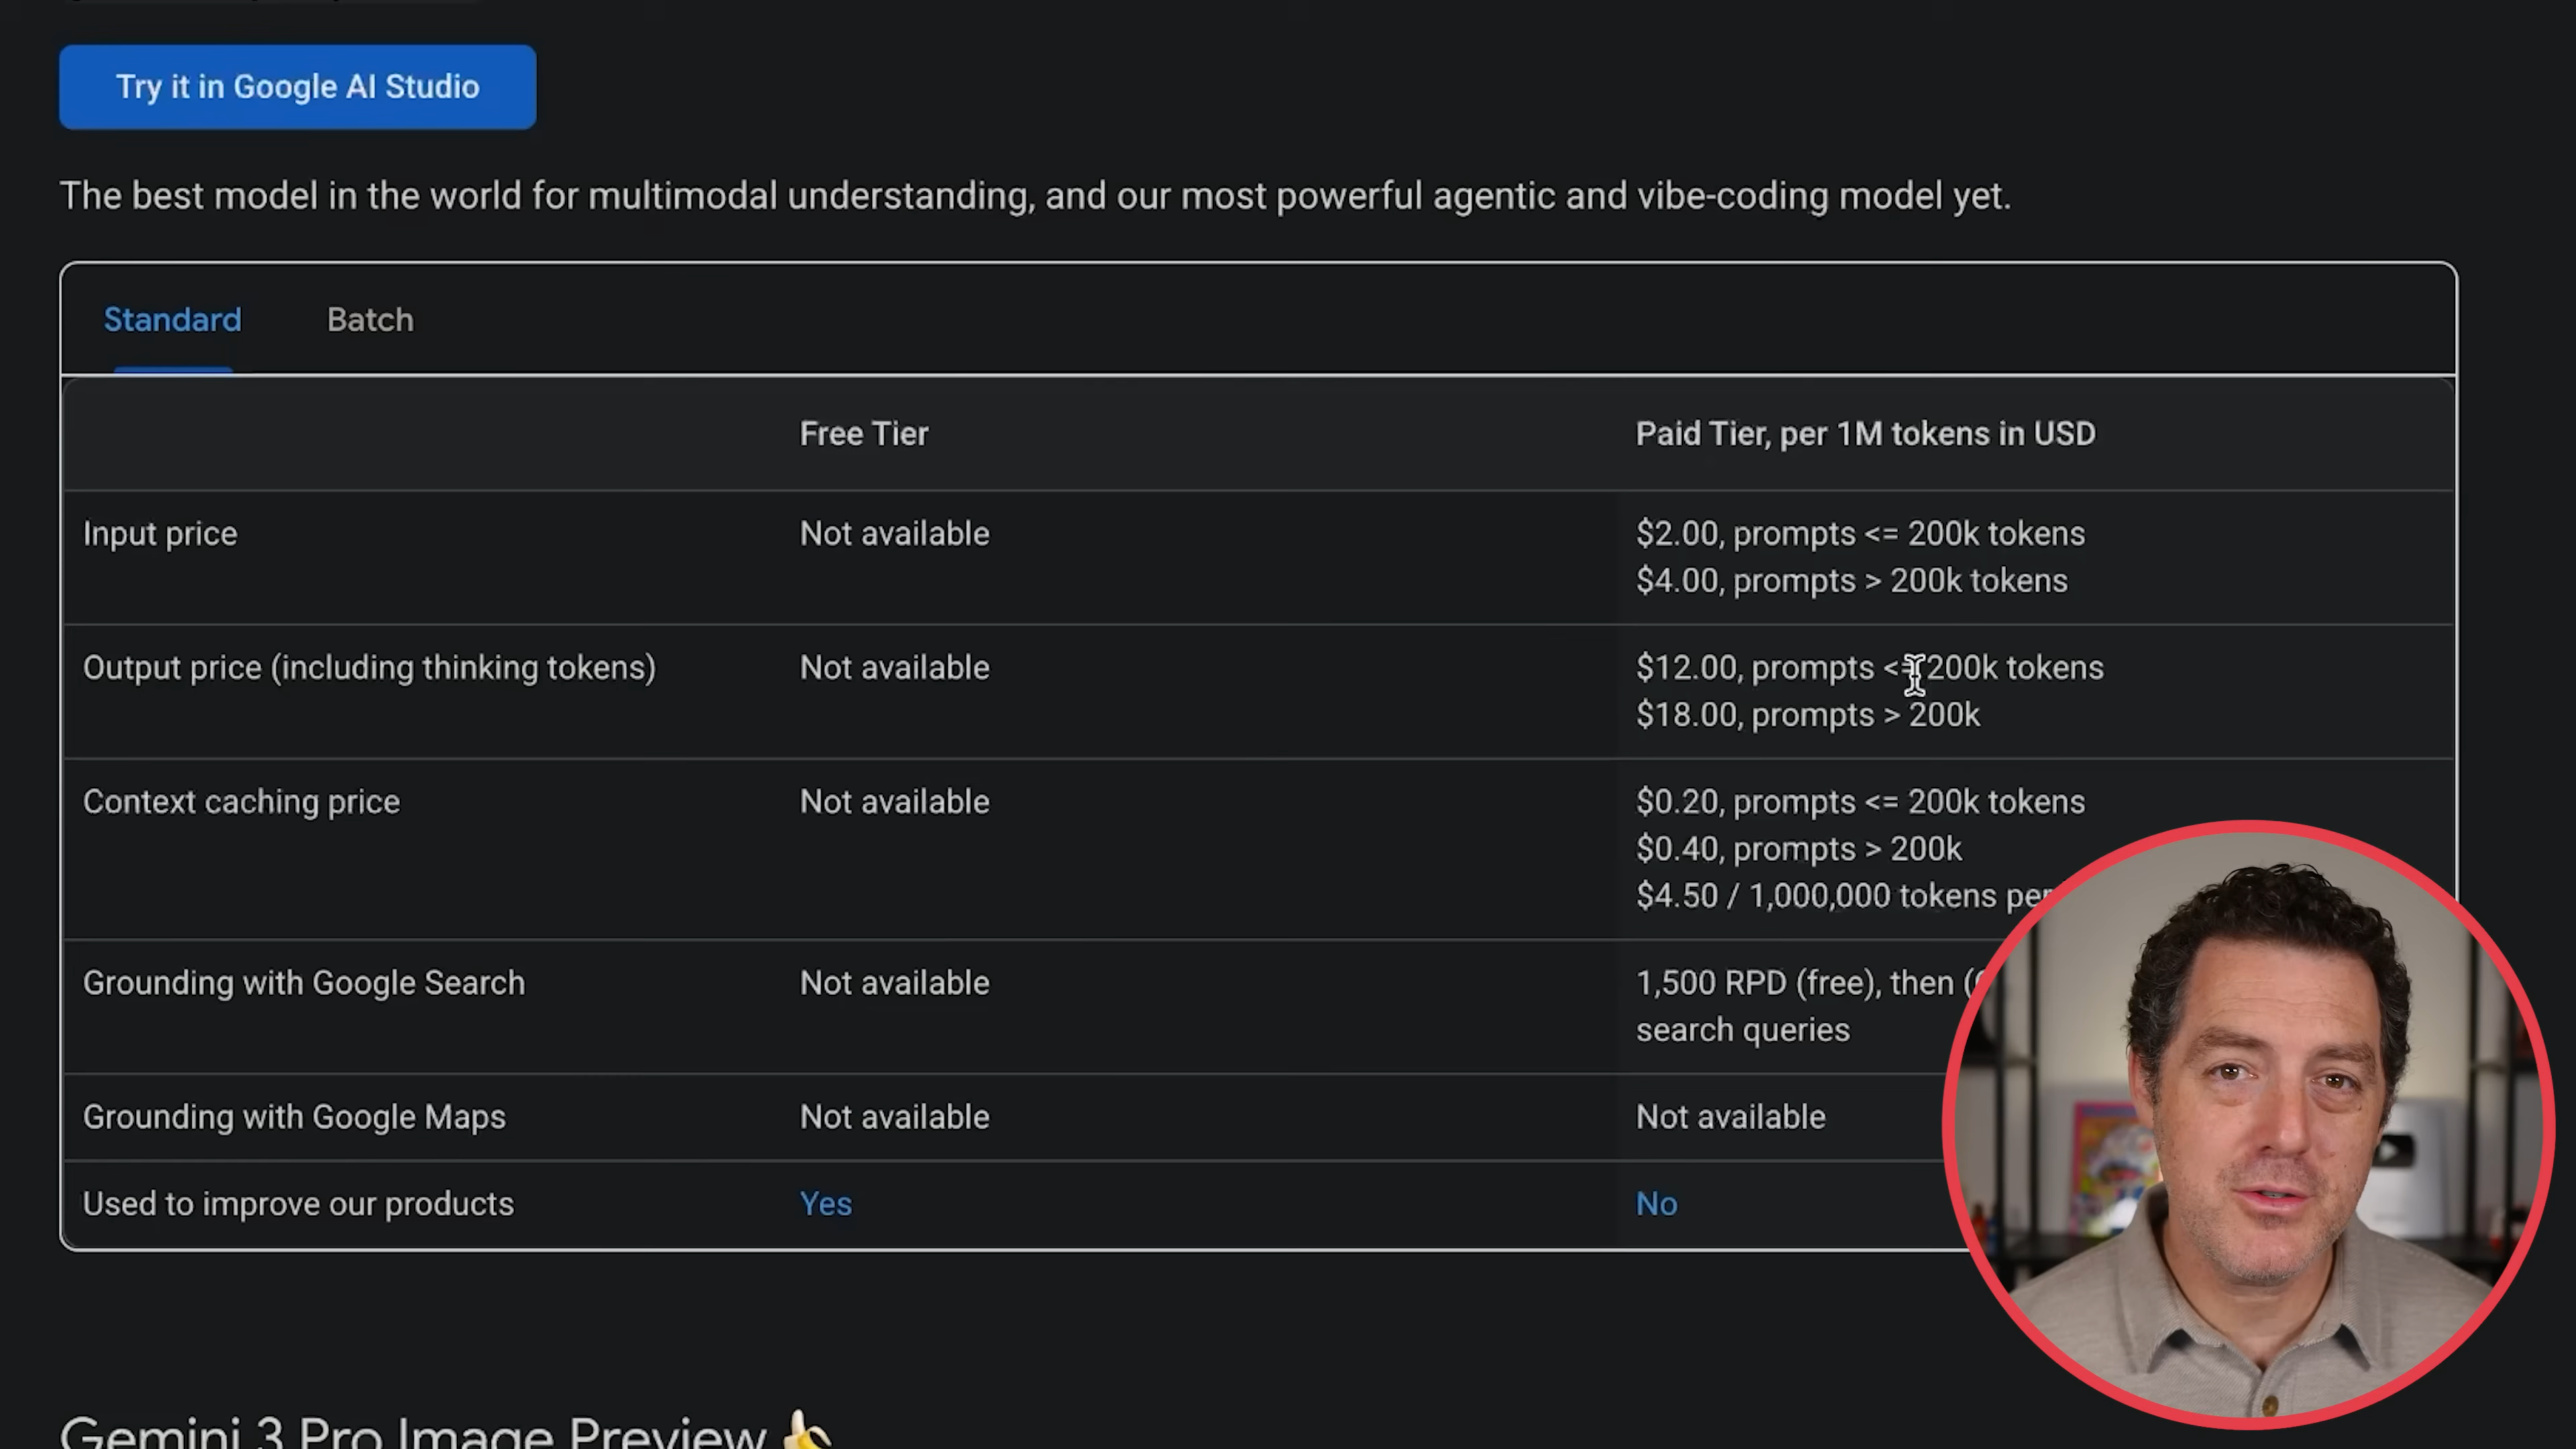 Try it in Google AI Studio
The best model in the world for multimodal understanding, and our most powerful agentic and vibe-coding model yet.
Standard Batch
Free Tier Paid Tier, per 1M tokens in USD
Input price Not available $2.00, prompts <= 200k tokens
$4.00, prompts > 200k tokens
Output price (including thinking tokens) Not available $12.00, prompts <= 200k tokens
$18.00, prompts > 200k
Context caching price Not available $0.20, prompts <= 200k tokens
$0.40, prompts > 200k
$4.50 / 1,000,000 tokens per
Grounding with Google Search Not available 1,500 RPD (free), then (
search queries
Grounding with Google Maps Not available Not available
Used to improve our products Yes No
Gemini 3 Pro Image Preview 🍌